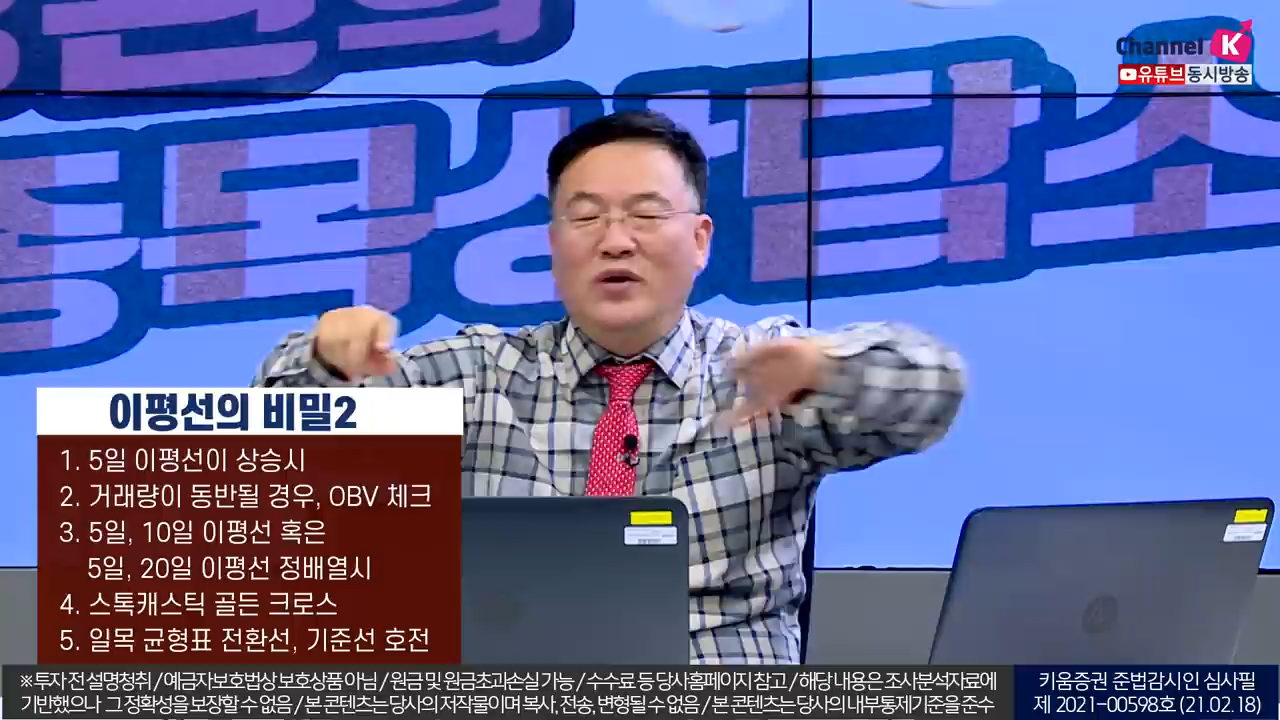 종목상담소
Channel K
유튜브동시방송
이평선의 비밀2
1. 5일 이평선이 상승시
2. 거래량이 동반될 경우, OBV 체크
3. 5일, 10일 이평선 혹은
5일, 20일 이평선 정배열시
4. 스톡캐스틱 골든 크로스
5. 일목 균형표 전환선, 기준선 호전
※ 투자 전 설명청취 / 예금자보호법상 보호상품 아님 / 원금 및 원금초과손실 가능 / 수수료 등 당사홈페이지 참고 / 해당 내용은 조사분석자료에
기반했으나 그 정확성을 보장할 수 없음 / 본 콘텐츠는 당사의 저작물이며 복사, 전송, 변형될 수 없음 / 본 콘텐츠는 당사의 내부통제기준을 준수
키움증권 준법감시인 심사필
제 2021-00598호 (21.02.18)